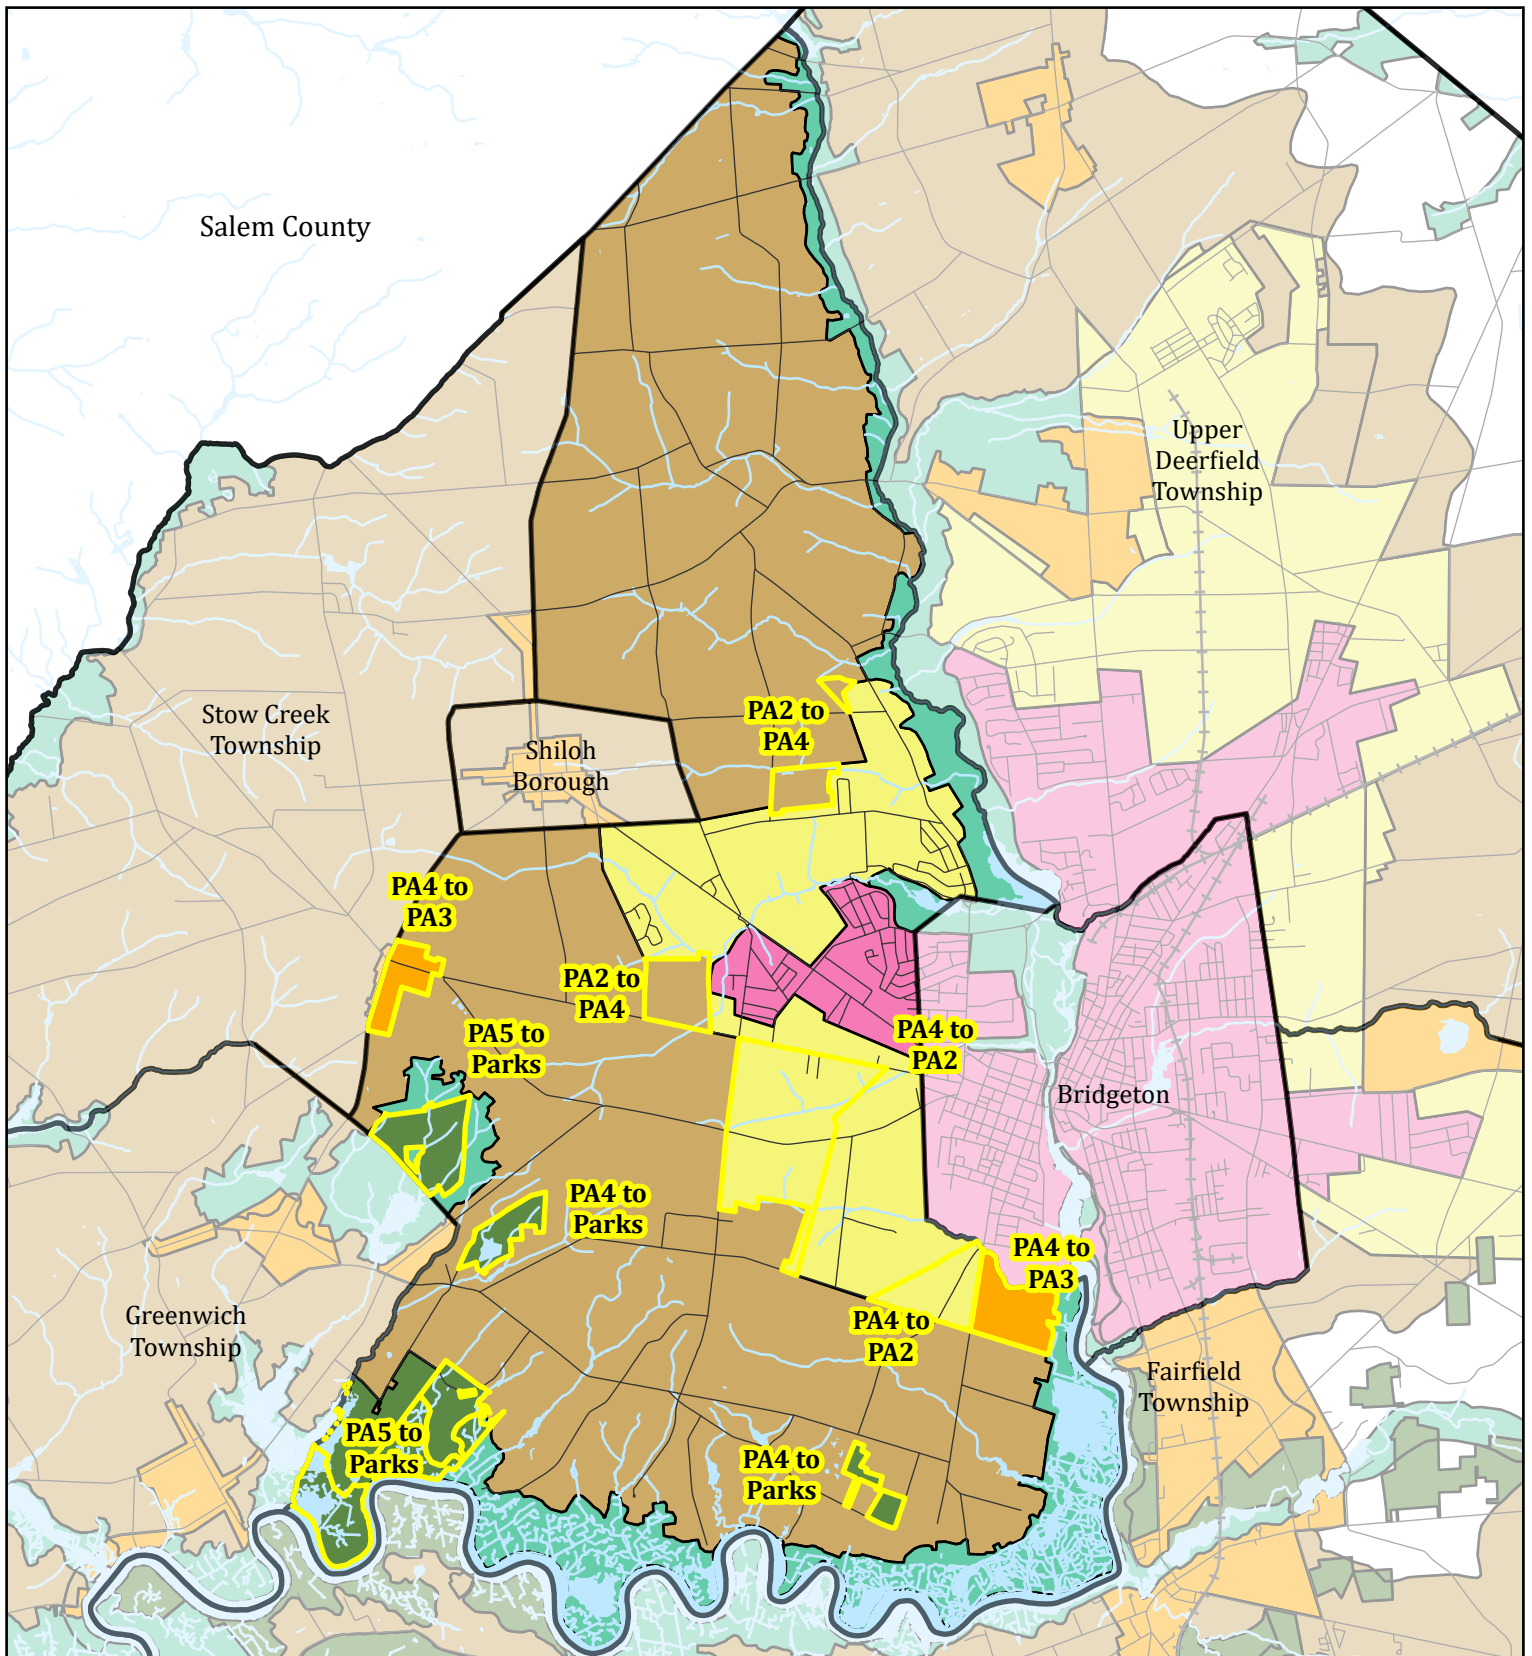 Salem County
Upper
Deerfield
Township
Stow Creek
Township
PA2 to
PA4
Shiloh
Borough
PA4 to
PA3
PA2 to
PA4
PA5 to
Parks
PA4 to
PA2
Bridgeton
PA4 to
Parks
PA4 to
PA3
Greenwich
Township
PA4 to
PA2
Fairfield
Township
PA5 to
Parks
PA4 to
Parks